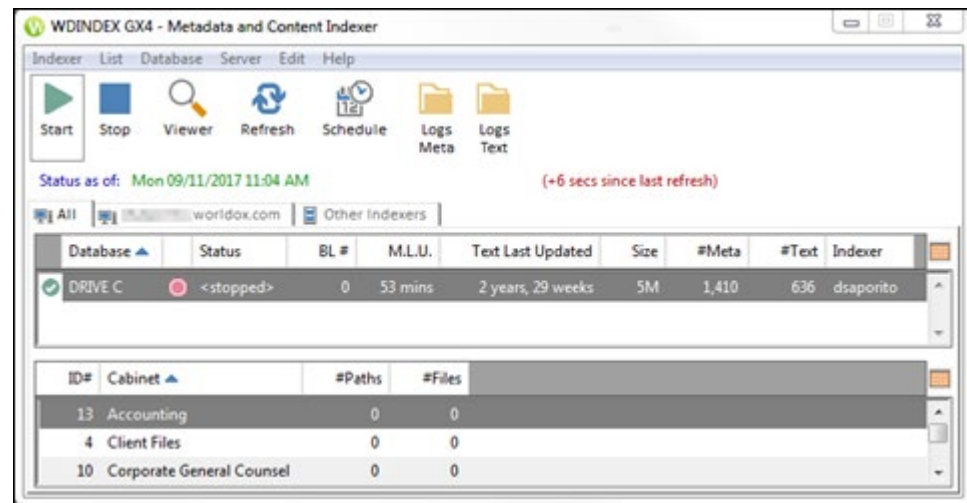 WDINDEX GX4 - Metadata and Content Indexer
Indexer List Database Server Edit Help
Start Stop Viewer Refresh Schedule Logs Meta Logs Text
Status as of: Mon 09/11/2017 11:04 AM (+6 secs since last refresh)
All worldox.com Other Indexers
Database Status BL # M.L.U. Text Last Updated Size #Meta #Text Indexer
DRIVE C <stopped> 0 53 mins 2 years, 29 weeks 5M 1,410 636 dsaporito
ID# Cabinet #Paths #Files
13 Accounting 0 0
4 Client Files 0 0
10 Corporate General Counsel 0 0